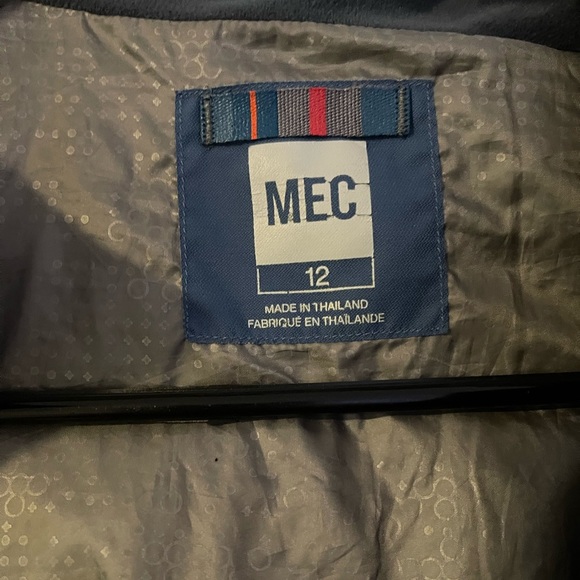 MEC
12
MADE IN THAILAND
FABRIQUÉ EN THAÏLANDE